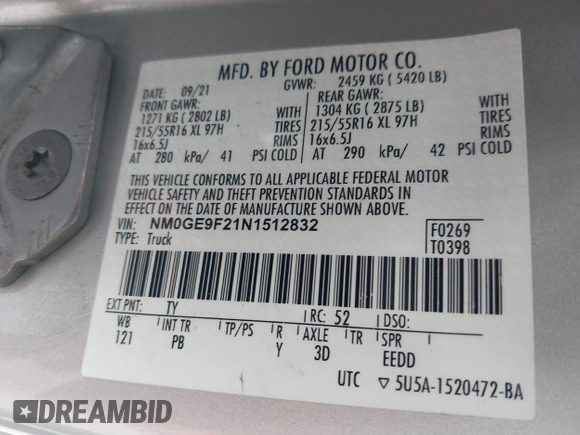 MFD. BY FORD MOTOR CO.
DATE: 09/21 GVWR: 2459 KG ( 5420 LB)
FRONT GAWR: REAR GAWR:
1271 KG ( 2802 LB) WITH 1304 KG ( 2875 LB) WITH
215/55R16 XL 97H TIRES 215/55R16 XL 97H TIRES
16x6.5J RIMS 16x6.5J RIMS
AT 280 kPa/ 41 PSI COLD AT 290 kPa/ 42 PSI COLD
THIS VEHICLE CONFORMS TO ALL APPLICABLE FEDERAL MOTOR
VEHICLE SAFETY AND THEFT PREVENTION STANDARDS IN
EFFECT ON THE DATE OF MANUFACTURE SHOWN ABOVE.
VIN: NM0GE9F21N1512832 F0269
TYPE: Truck T0398
EXT PNT: TY RC: 52 DSO:
WB INT TR TP/PS R AXLE TR SPR
121 PB Y 3D EEDD
UTC ▽ 5U5A-1520472-BA
DREAMBID